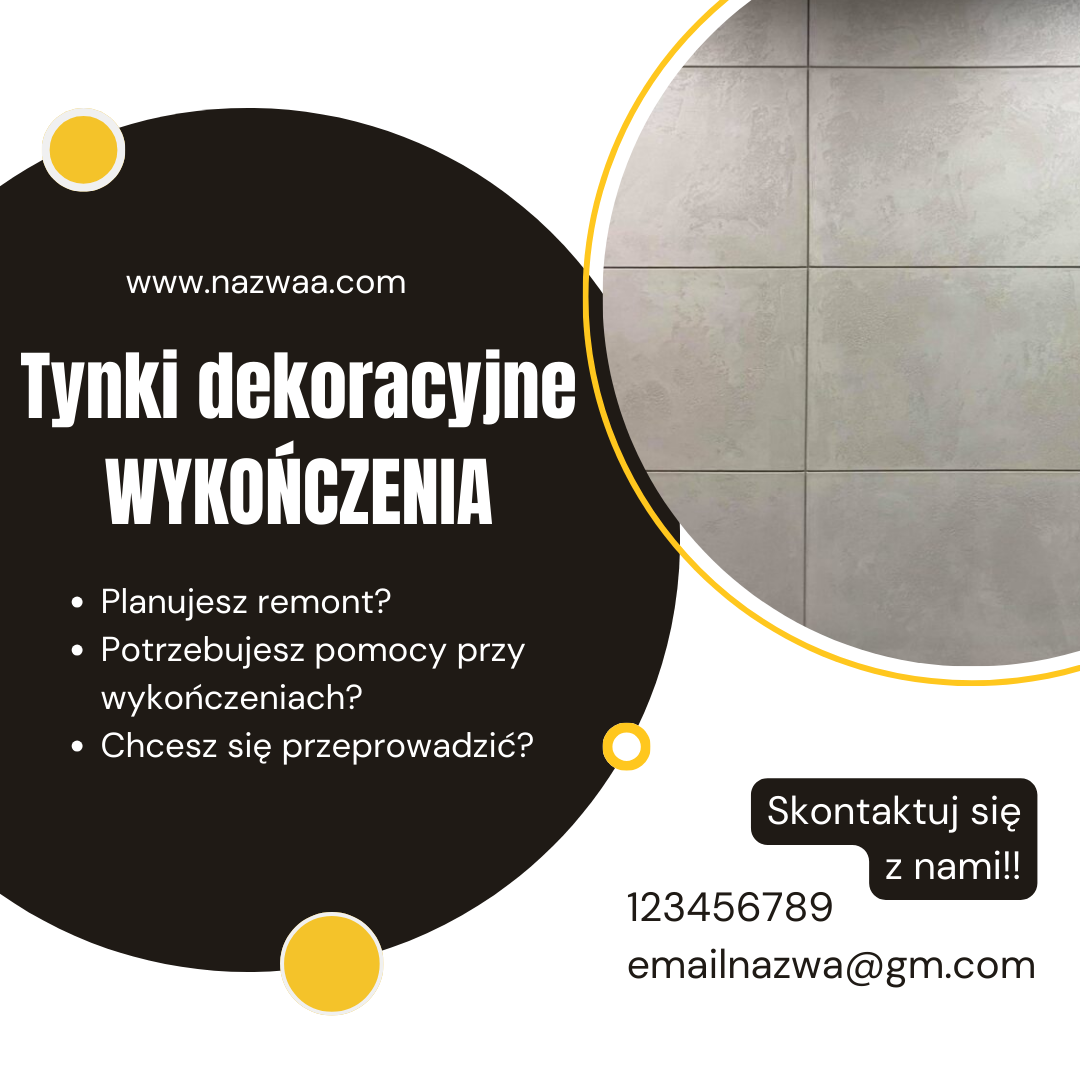 www.nazwaa.com
Tynki dekoracyjne
WYKOŃCZENIA
• Planujesz remont?
• Potrzebujesz pomocy przy
wykończeniach?
• Chcesz się przeprowadzić?
Skontaktuj się
z nami!!
123456789
emailnazwa@gm.com